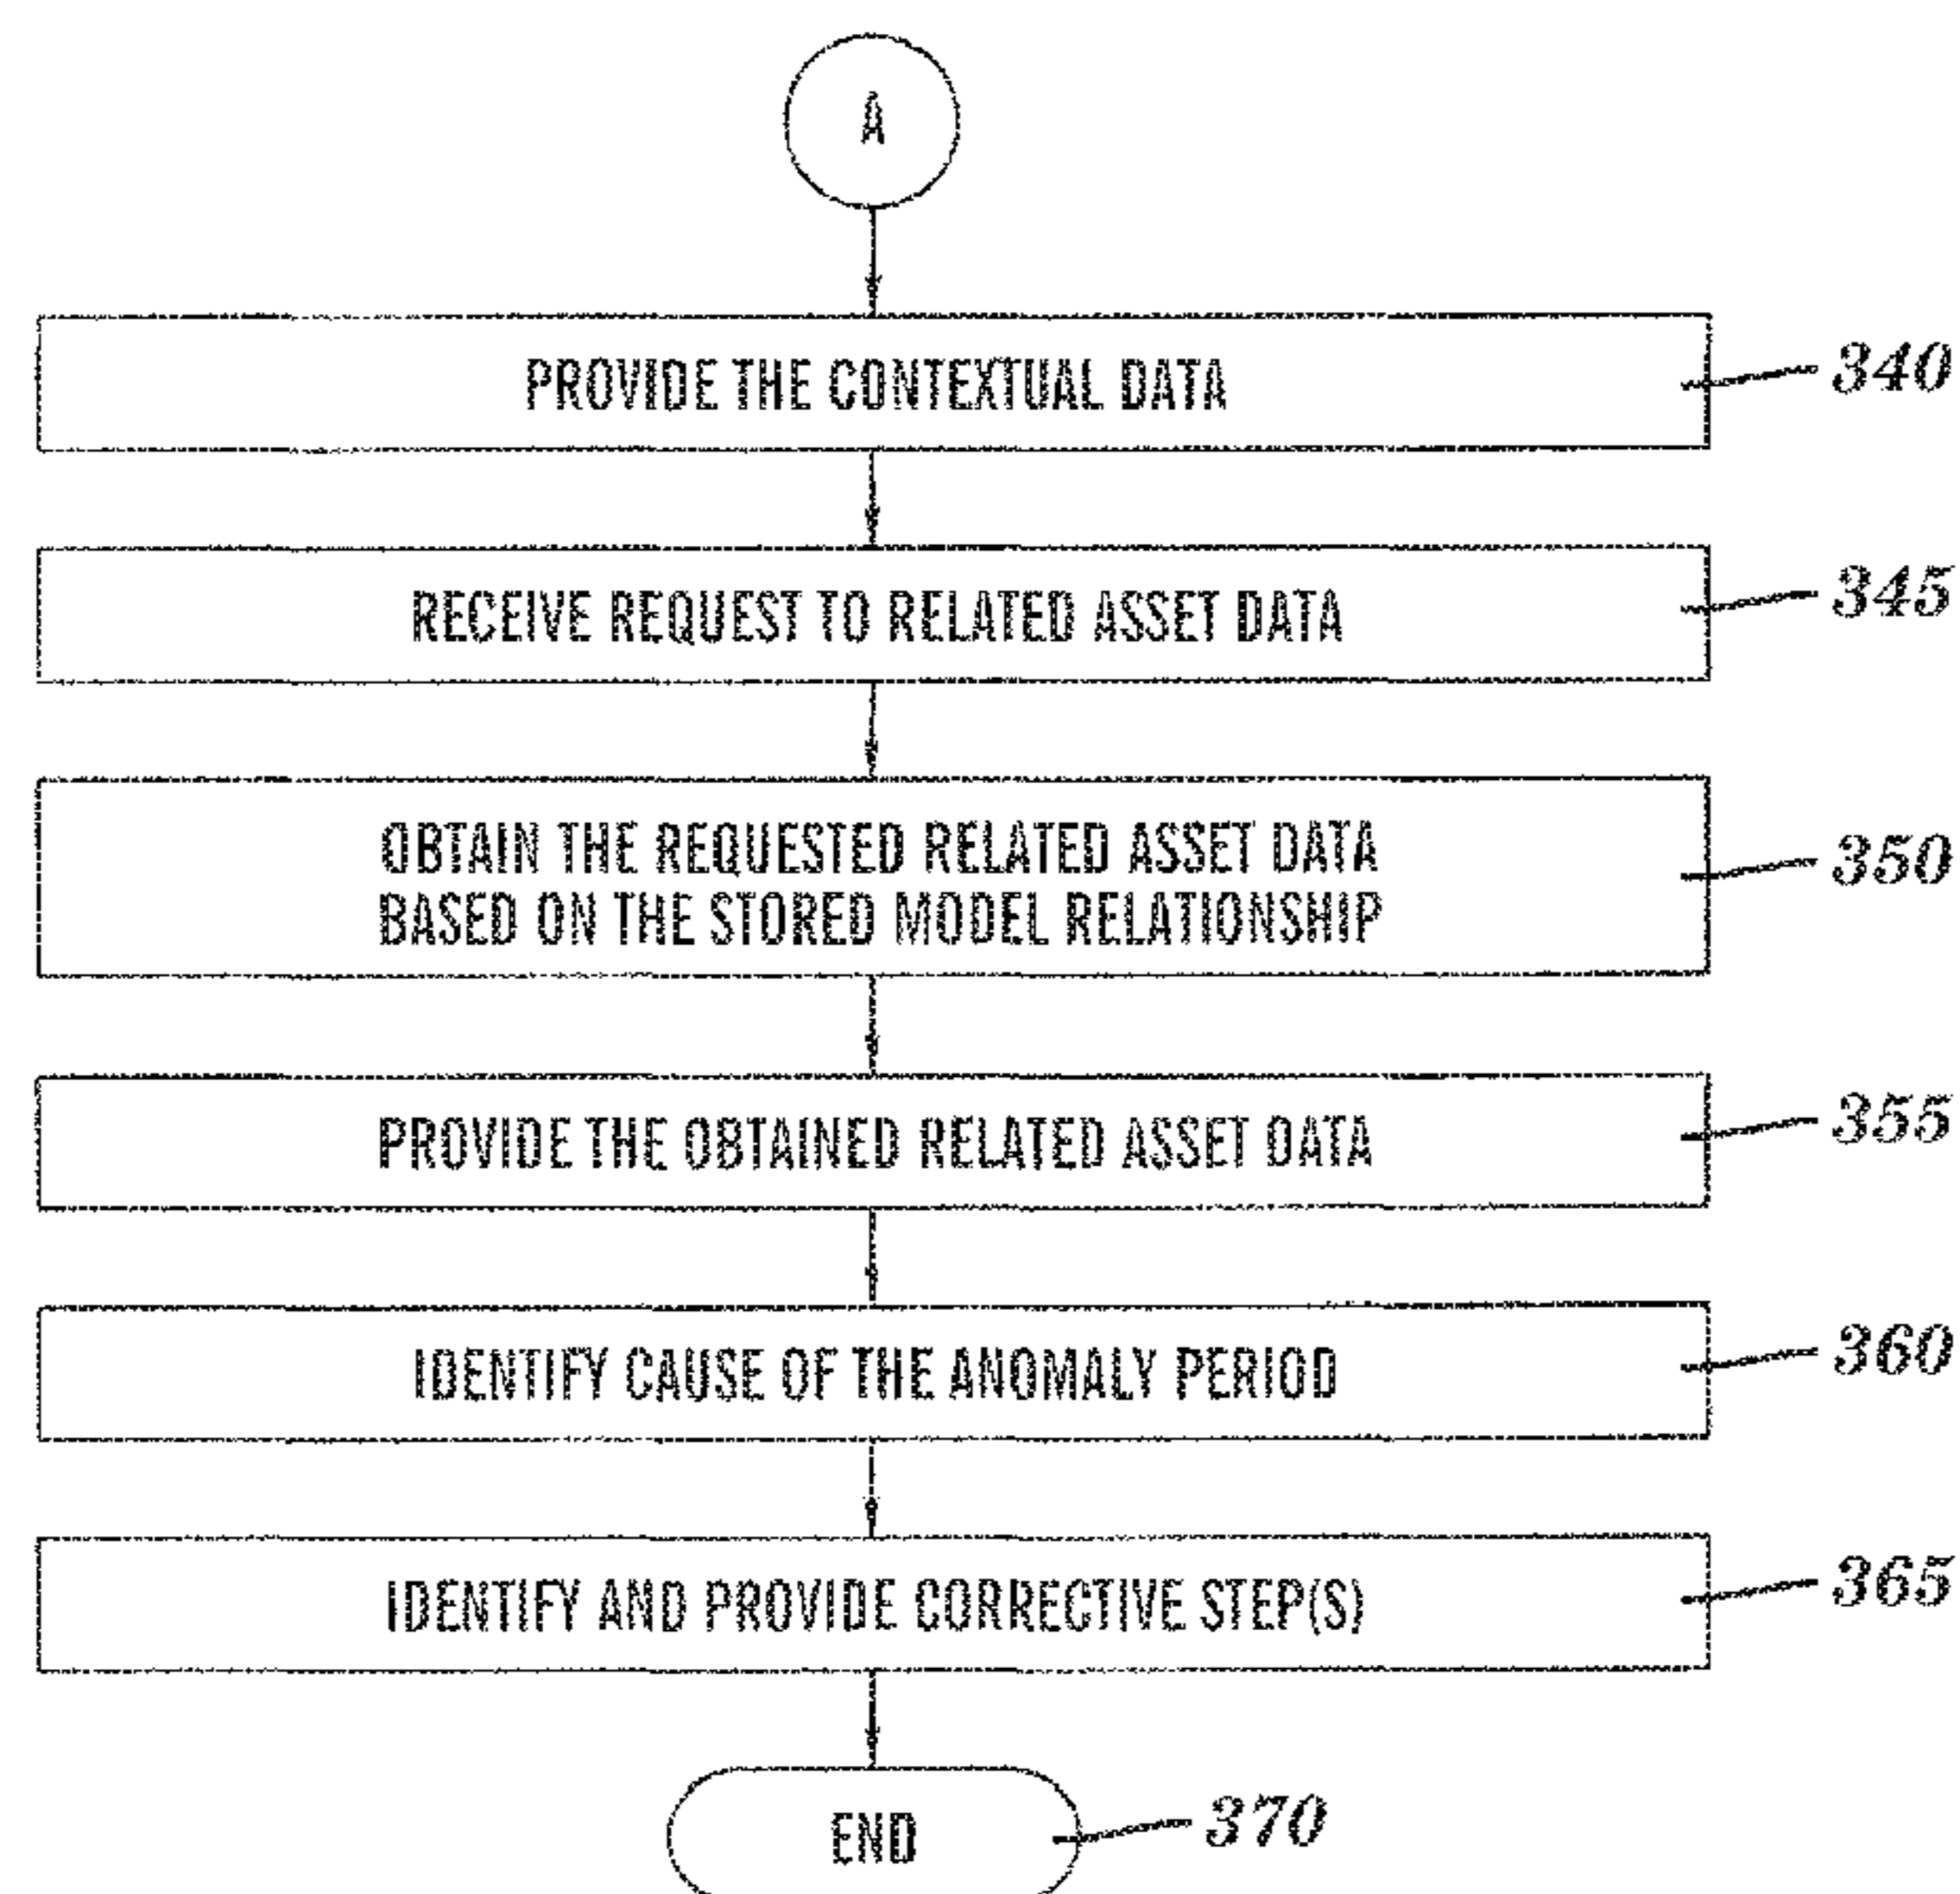 A
PROVIDE THE CONTEXTUAL DATA
340
RECEIVE REQUEST TO RELATED ASSET DATA
345
OBTAIN THE REQUESTED RELATED ASSET DATA
BASED ON THE STORED MODEL RELATIONSHIP
350
PROVIDE THE OBTAINED RELATED ASSET DATA
355
IDENTIFY CAUSE OF THE ANOMALY PERIOD
360
IDENTIFY AND PROVIDE CORRECTIVE STEP(S)
365
END
370